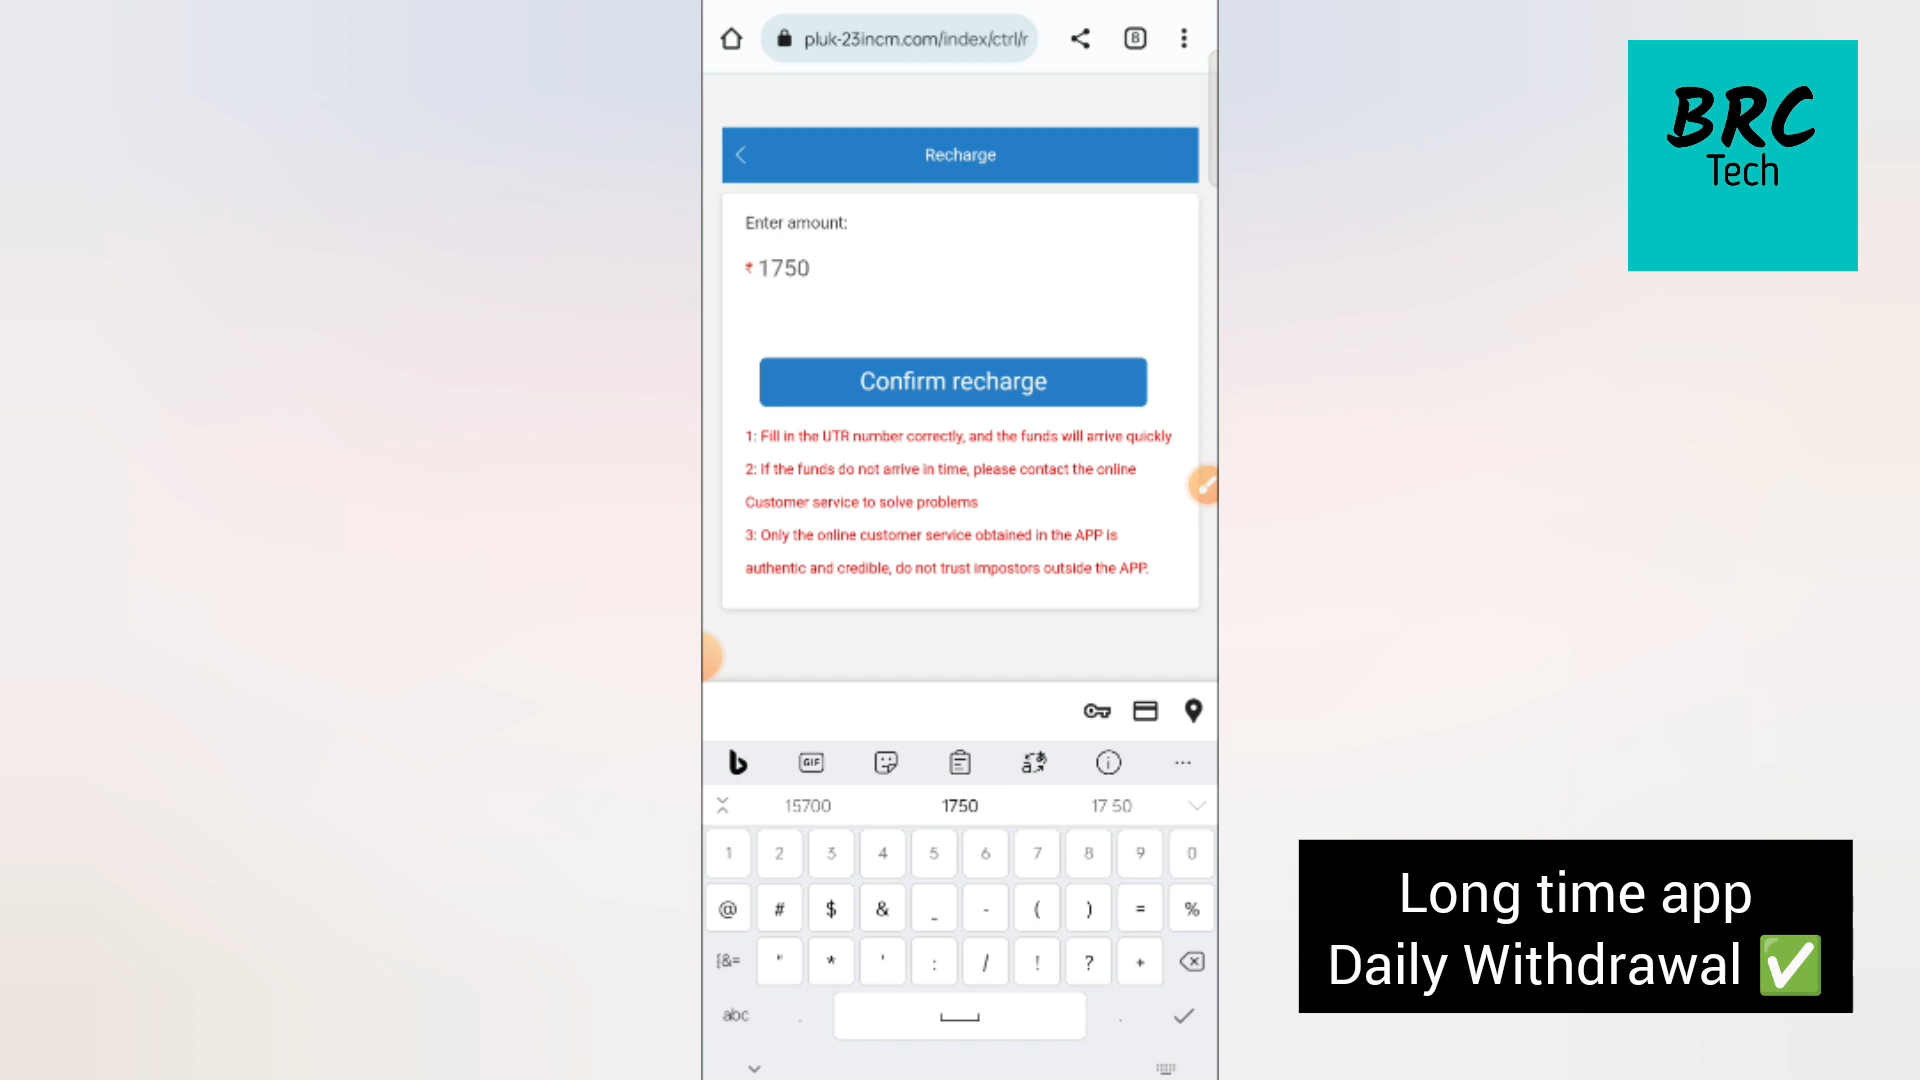 pluk-23incm.com/index/ctrl/r
8
BRC
Tech
Recharge
Enter amount:
₹ 1750
Confirm recharge
1: Fill in the UTR number correctly, and the funds will arrive quickly
2: If the funds do not arrive in time, please contact the online
Customer service to solve problems
3: Only the online customer service obtained in the APP is
authentic and credible, do not trust impostors outside the APP.
GIF
15700 1750 17 50
1 2 3 4 5 6 7 8 9 0
@ # $ & _ - ( ) = %
{&= " * ' : / ! ? +
abc . .
Long time app
Daily Withdrawal ✅